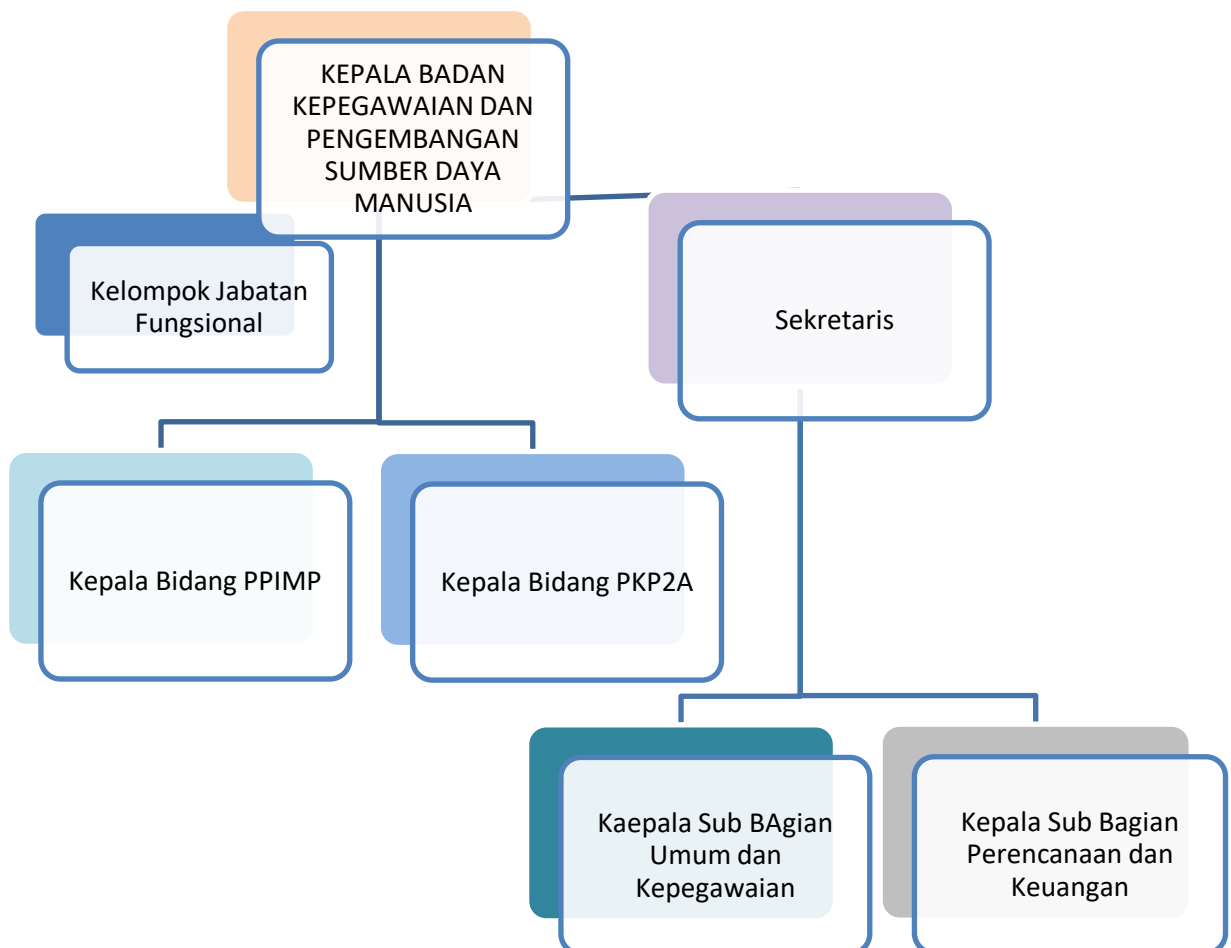 KEPALA BADAN
KEPEGAWAIAN DAN
PENGEMBANGAN
SUMBER DAYA
MANUSIA
Kelompok Jabatan
Fungsional
Sekretaris
Kepala Bidang PPIMP
Kepala Bidang PKP2A
Kaepala Sub BAgian
Umum dan
Kepegawaian
Kepala Sub Bagian
Perencanaan dan
Keuangan